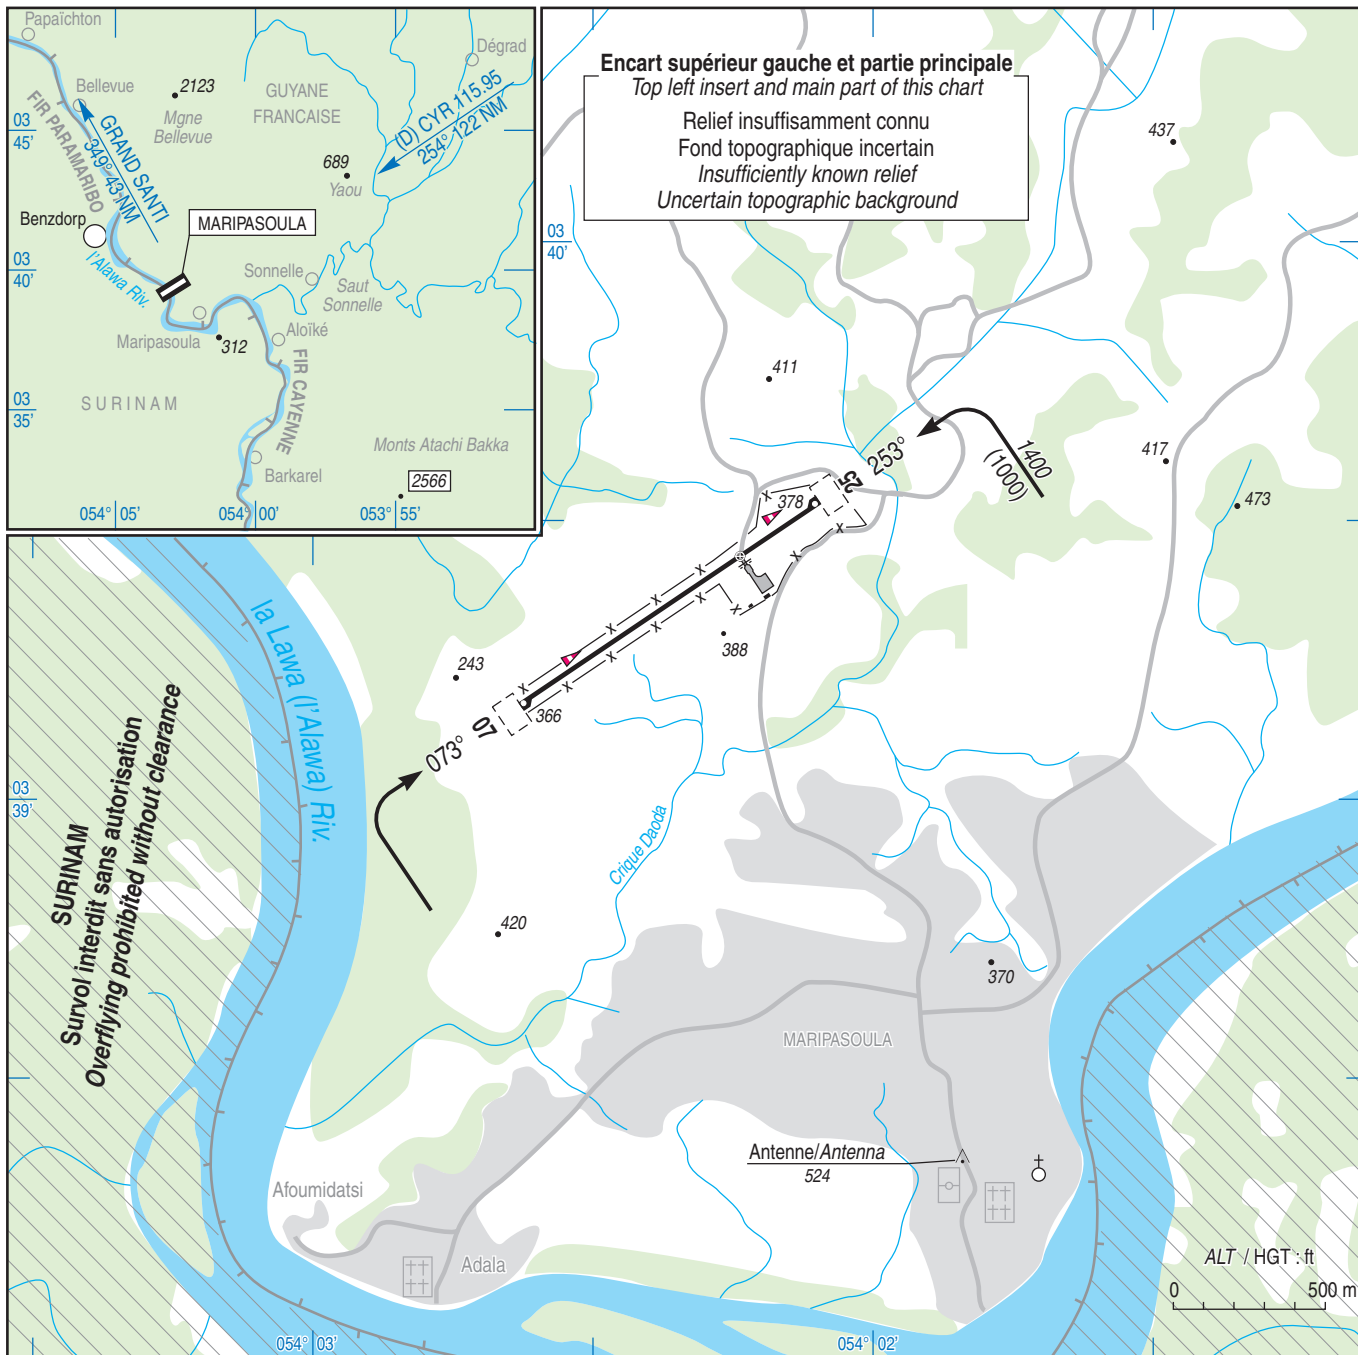 Papaïchton
Dégrad
Bellevue
2123
Mgne
Bellevue
GUYANE
FRANCAISE
(D) CYR 115.95
254° 122 NM
FIR PARAMARIBO
GRAND SANTI
349° 43 NM
03
45'
689
Yaou
Benzdorp
MARIPASOULA
l'Alawa Riv.
03
40'
Sonnelle
Saut
Sonnelle
Maripasoula
312
Aloïké
FIR CAYENNE
03
35'
SURINAM
Monts Atachi Bakka
2566
Barkarel
054° 05'
054° 00'
053° 55'
Encart supérieur gauche et partie principale
Top left insert and main part of this chart
Relief insuffisamment connu
Fond topographique incertain
Insufficiently known relief
Uncertain topographic background
437
03
40'
411
417
473
1400
(1000)
253°
25
378
388
243
366
07
073°
la Lawa (l'Alawa) Riv.
03
39'
SURINAM
Survol interdit sans autorisation
Overflying prohibited without clearance
Crique Daoda
420
370
MARIPASOULA
Antenne/Antenna
524
Afoumidatsi
Adala
ALT / HGT : ft
0 500 m
054° 03'
054° 02'